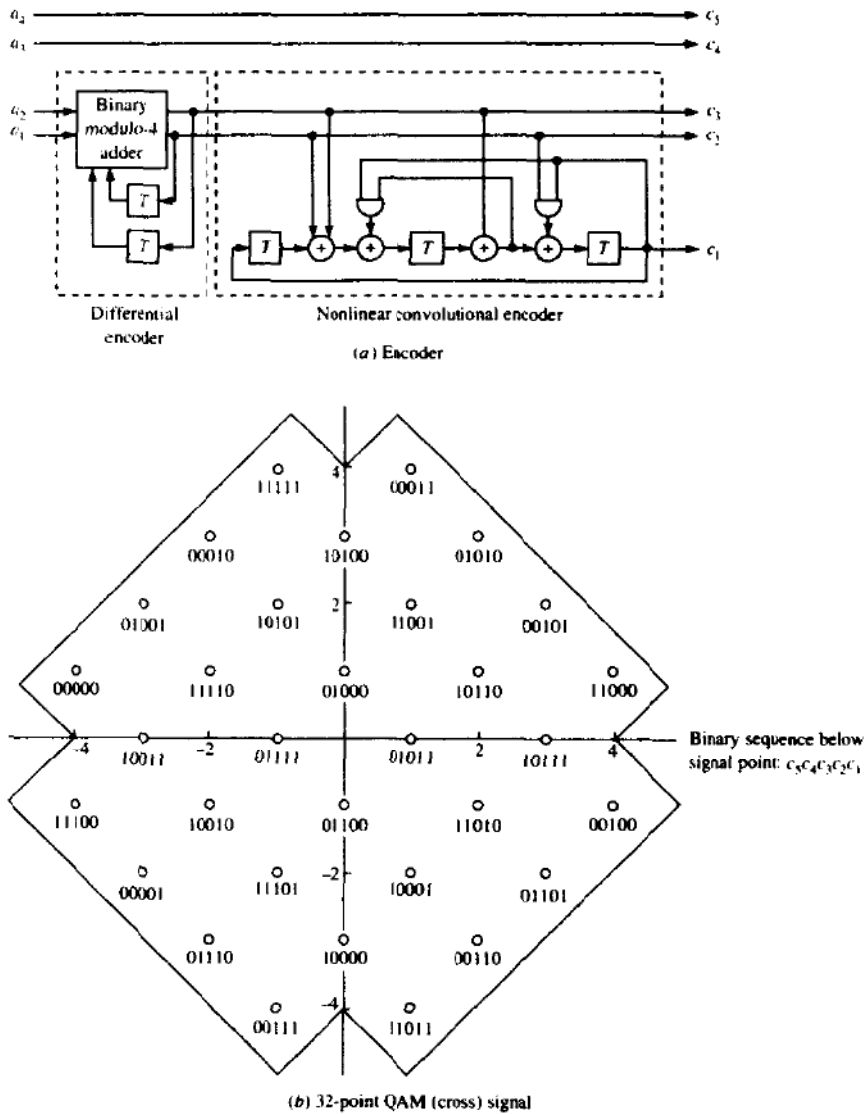 a₄ c₅
a₃ c₄
a₂ Binary modulo-4 adder c₃
a₁ c₂
T
T
T + + T + + T c₁
Differential encoder
Nonlinear convolutional encoder
(a) Encoder
4
11111 00011
00010 10100 01010
2
01001 10101 11001 00101
00000 11110 01000 10110 11000
-4 -2 2 4
10011 01111 01011 10111
Binary sequence below
signal point: c₅c₄c₃c₂c₁
11100 10010 01100 11010 00100
-2
00001 11101 10001 01101
01110 10000 00110
-4
00111 11011
(b) 32-point QAM (cross) signal